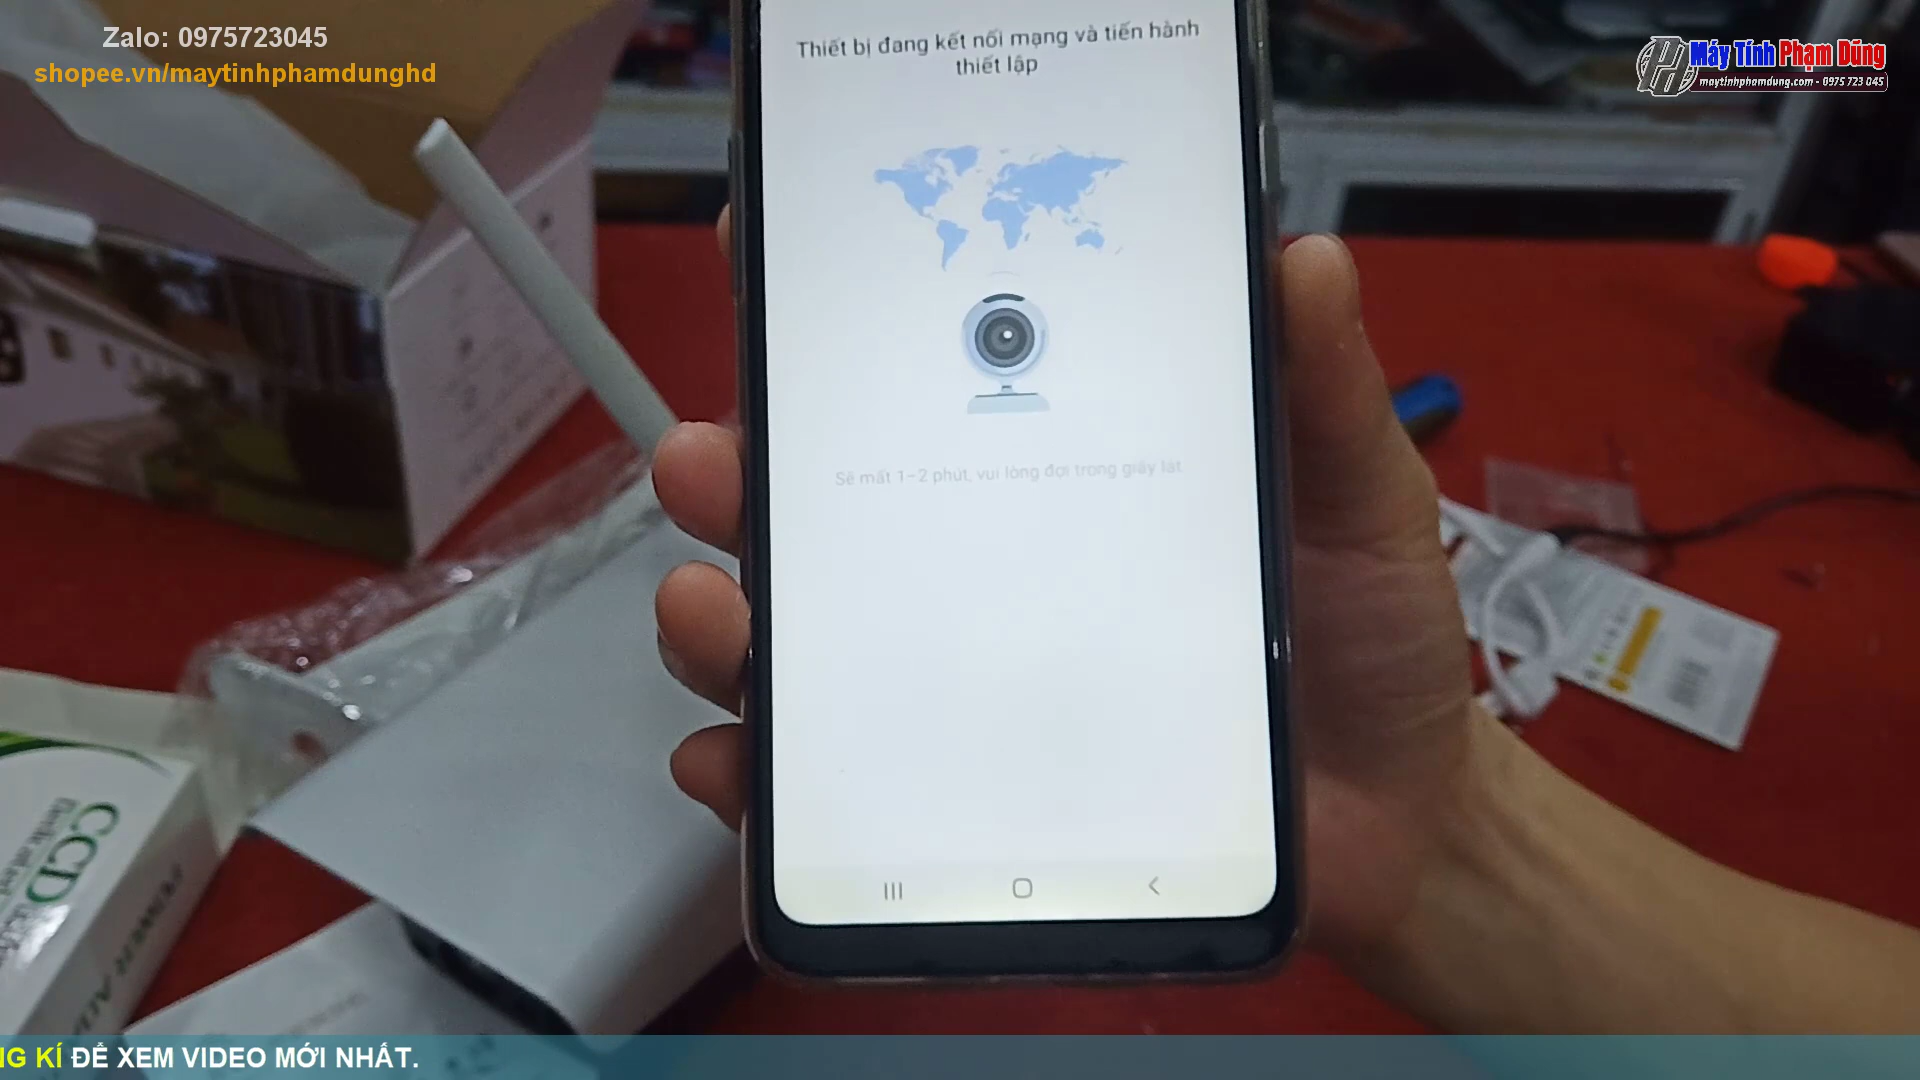 Zalo: 0975723045
shopee.vn/maytinhphamdunghd
Máy Tính Phạm Dũng
maytinhphamdung.com - 0975 723 045
Thiết bị đang kết nối mạng và tiến hành
thiết lập
Sẽ mất 1-2 phút, vui lòng đợi trong giây lát.
CCD
POWER
NG KÍ ĐỂ XEM VIDEO MỚI NHẤT.